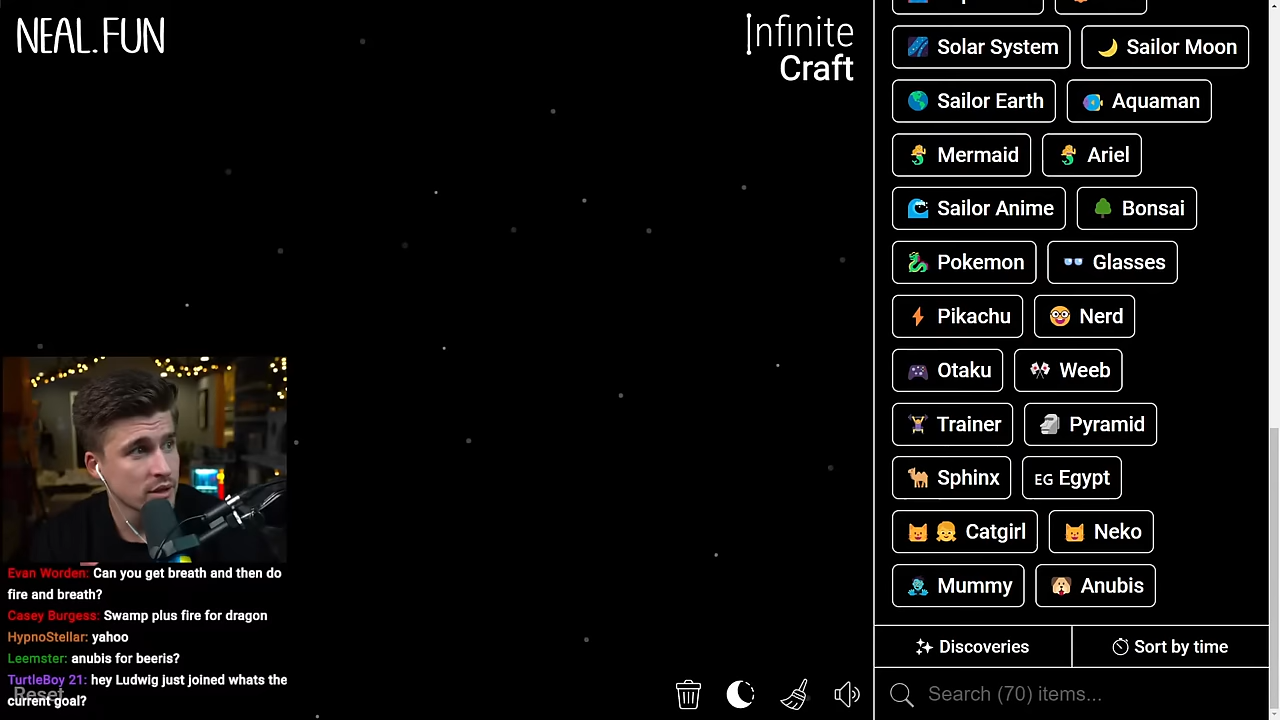 NEAL.FUN
Infinite
Craft
Solar System
Sailor Moon
Sailor Earth
Aquaman
Mermaid
Ariel
Sailor Anime
Bonsai
Pokemon
Glasses
Pikachu
Nerd
Otaku
Weeb
Trainer
Pyramid
Sphinx
EG Egypt
Catgirl
Neko
Mummy
Anubis
Discoveries
Sort by time
Search (70) items...
Evan Worden: Can you get breath and then do
fire and breath?
Casey Burgess: Swamp plus fire for dragon
HypnoStellar: yahoo
Leemster: anubis for beeris?
TurtleBoy 21: hey Ludwig just joined whats the
current goal?
Reset